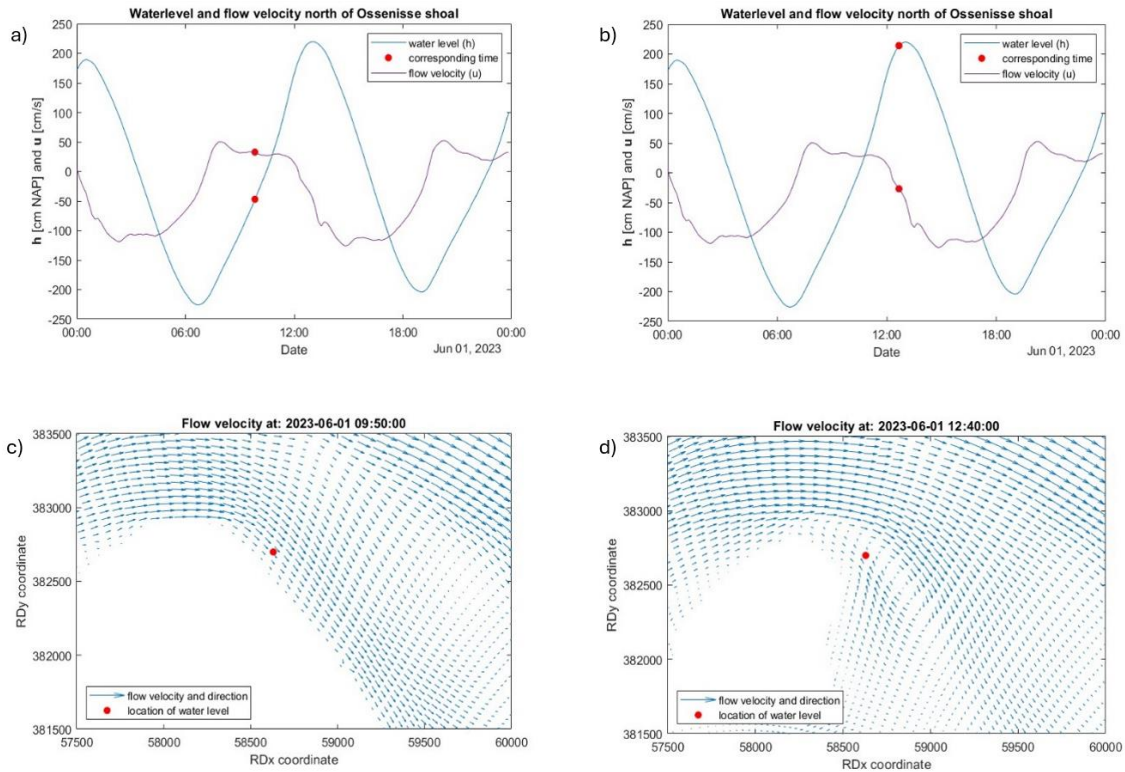 a)
Waterlevel and flow velocity north of Ossenisse shoal
water level (h)
corresponding time
flow velocity (u)
h [cm NAP] and u [cm/s]
250
200
150
100
50
0
-50
-100
-150
-200
-250
00:00 06:00 12:00 18:00 00:00
Date
Jun 01, 2023
b)
Waterlevel and flow velocity north of Ossenisse shoal
water level (h)
corresponding time
flow velocity (u)
h [cm NAP] and u [cm/s]
250
200
150
100
50
0
-50
-100
-150
-200
-250
00:00 06:00 12:00 18:00 00:00
Date
Jun 01, 2023
c)
Flow velocity at: 2023-06-01 09:50:00
RDy coordinate
383500
383000
382500
382000
381500
flow velocity and direction
location of water level
57500 58000 58500 59000 59500 60000
RDx coordinate
d)
Flow velocity at: 2023-06-01 12:40:00
RDy coordinate
383500
383000
382500
382000
381500
flow velocity and direction
location of water level
57500 58000 58500 59000 59500 60000
RDx coordinate